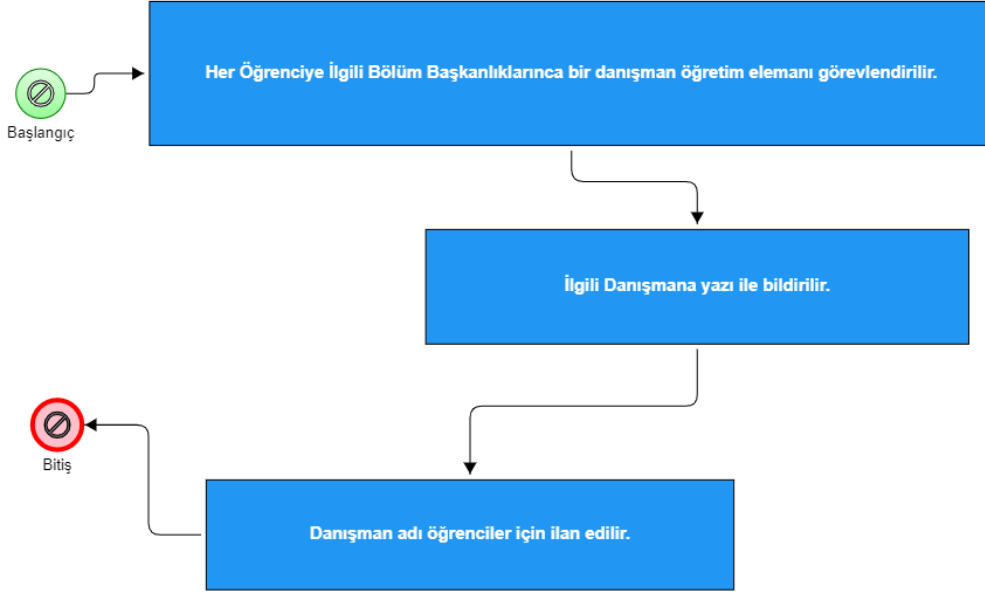 Her Öğrenciye İlgili Bölüm Başkanlıklarınca bir danışman öğretim elemanı görevlendirilir.
Başlangıç
İlgili Danışmana yazı ile bildirilir.
Bitiş
Danışman adı öğrenciler için ilan edilir.